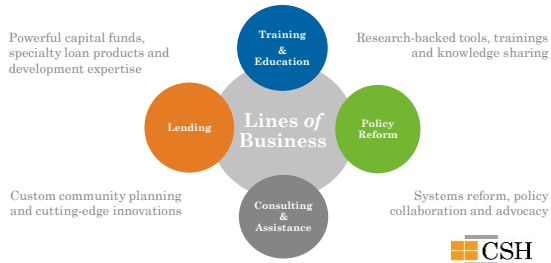 Powerful capital funds,
specialty loan products and
development expertise
Training
&
Education
Research-backed tools, trainings
and knowledge sharing
Lending
Lines of
Business
Policy
Reform
Custom community planning
and cutting-edge innovations
Consulting
&
Assistance
Systems reform, policy
collaboration and advocacy
CSH